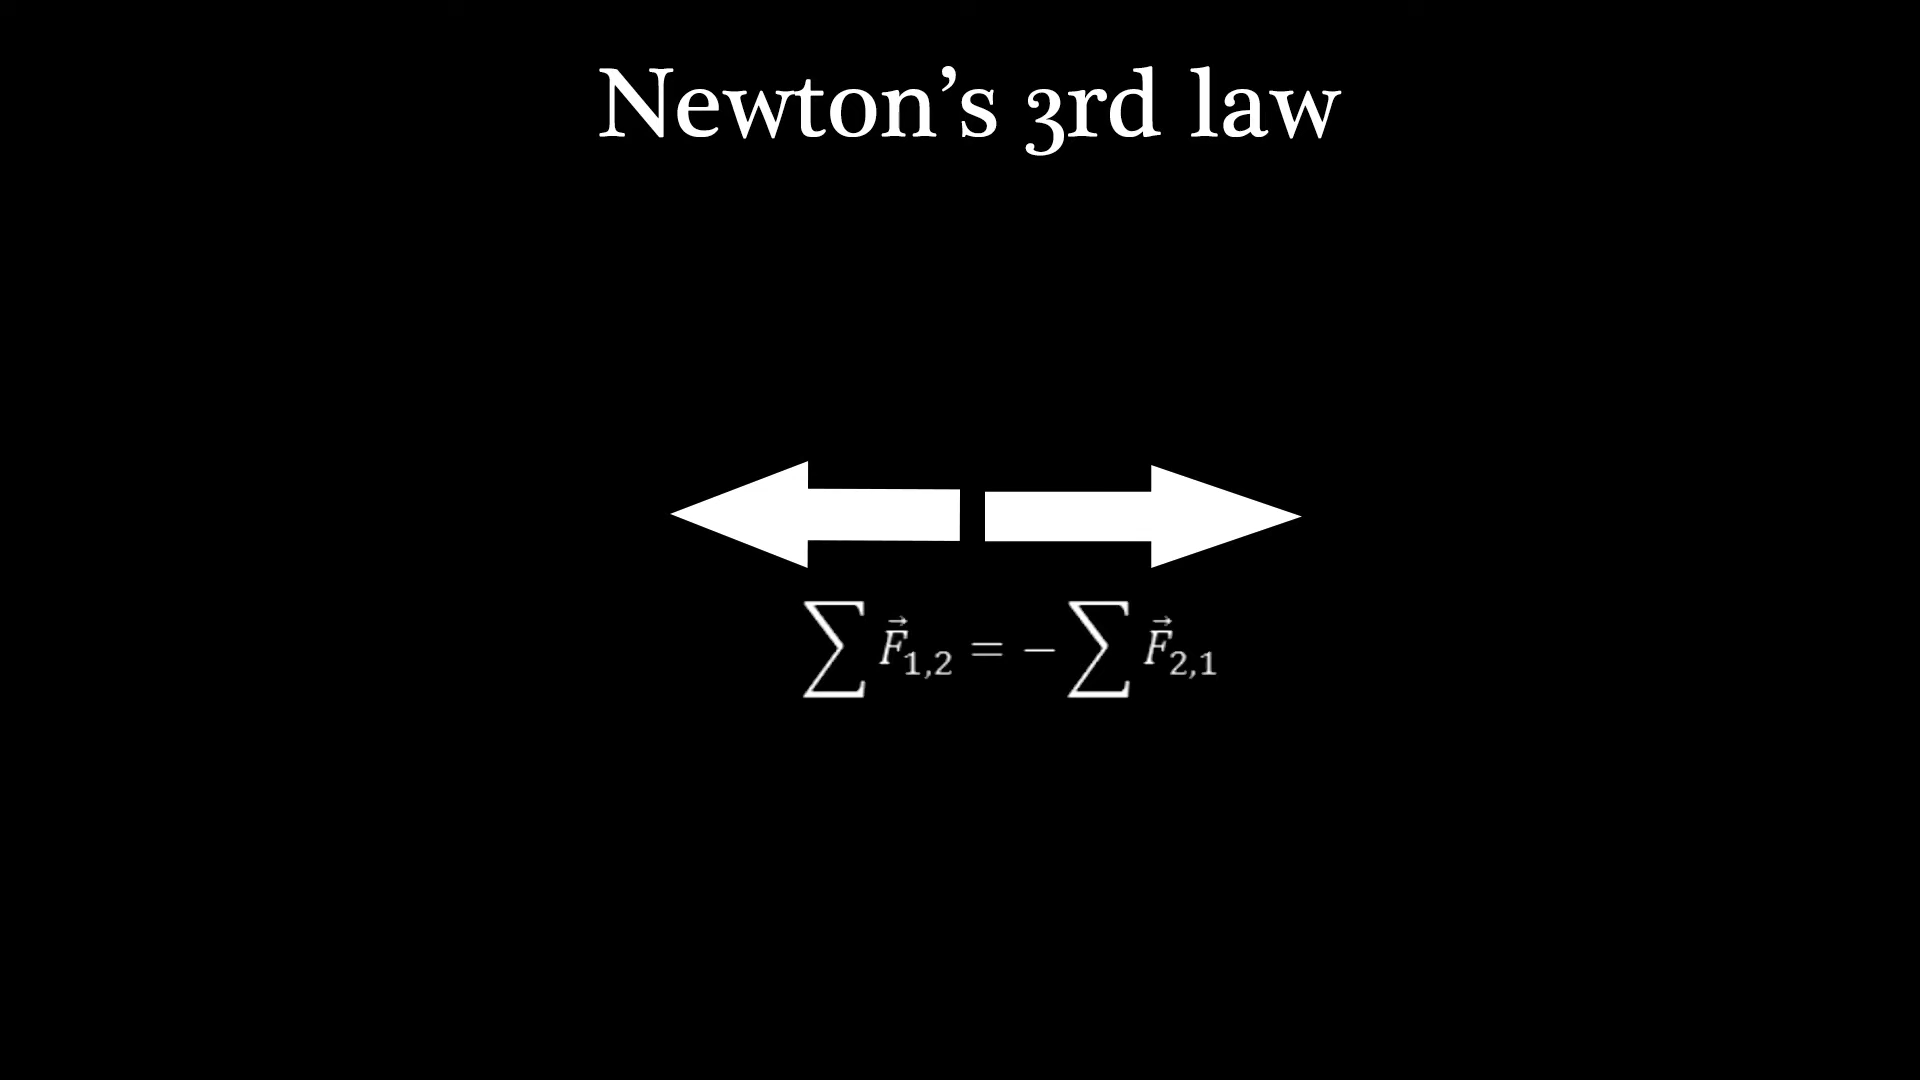 Newton’s 3rd law
∑ F⃗₁,₂ = − ∑ F⃗₂,₁